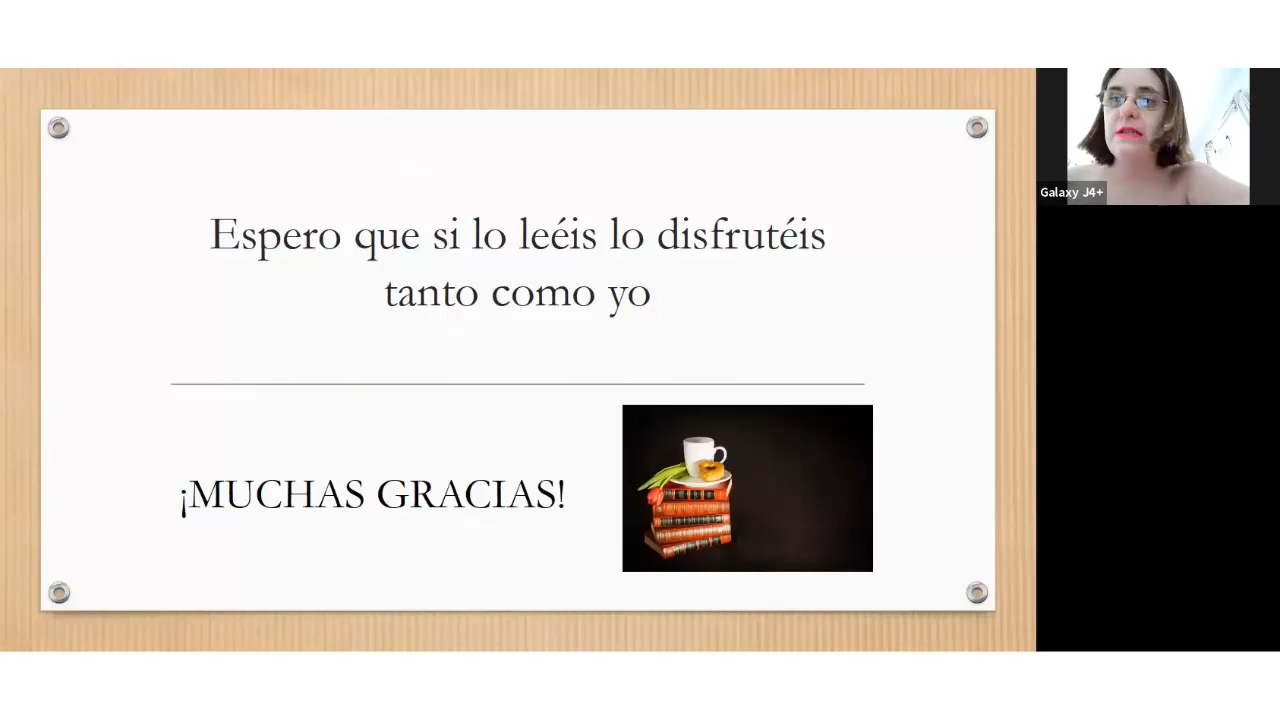 Espero que si lo leéis lo disfrutéis
tanto como yo
¡MUCHAS GRACIAS!
Galaxy J4+